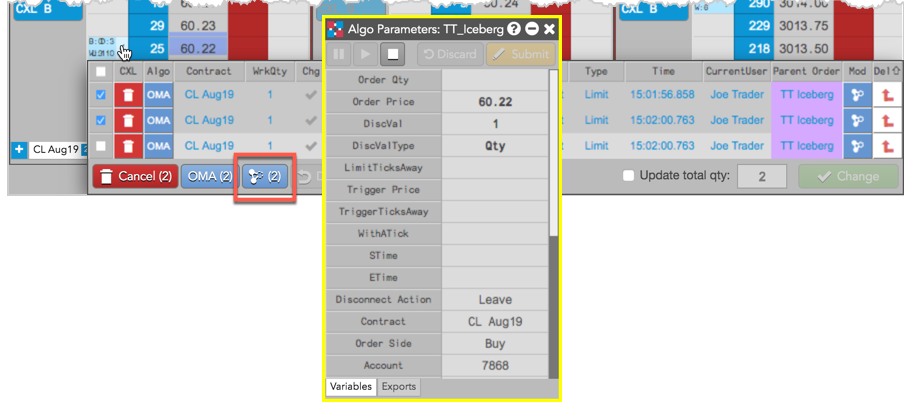 CXL B
60.24
CXL B
W:6
290 3014.00
29 60.23
229 3013.75
25 60.22
218 3013.50
Algo Parameters: TT_Iceberg
Discard
Submit
CXL Algo Contract WrkQty Chg
Type Time CurrentUser Parent Order Mod Del
OMA CL Aug19 1
Limit 15:01:56.858 Joe Trader TT Iceberg
OMA CL Aug19 1
Limit 15:02:00.763 Joe Trader TT Iceberg
OMA CL Aug19 1
Limit 15:02:00.763 Joe Trader TT Iceberg
CL Aug19
Cancel (2) OMA (2) (2)
Update total qty: 2 Change
Order Qty
Order Price 60.22
DiscVal 1
DiscValType Qty
LimitTicksAway
Trigger Price
TriggerTicksAway
WithATick
STime
ETime
Disconnect Action Leave
Contract CL Aug19
Order Side Buy
Account 7868
Variables Exports